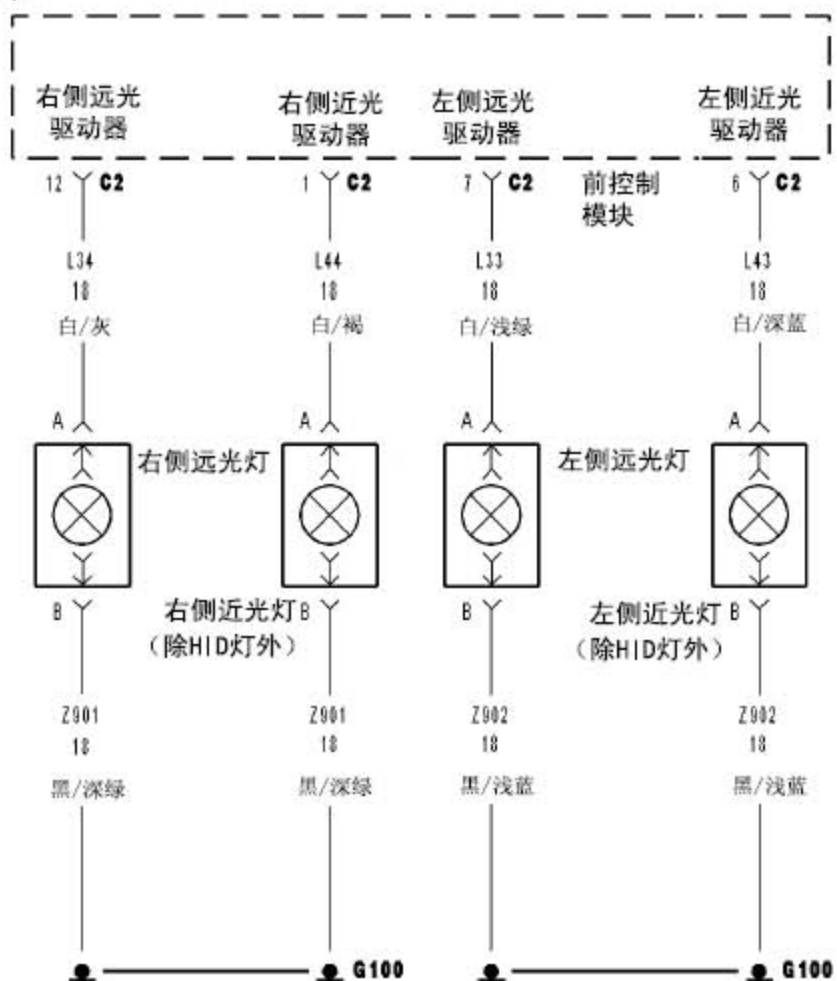 右侧远光
驱动器
右侧近光
驱动器
左侧远光
驱动器
左侧近光
驱动器
12 C2
1 C2
7 C2
前控制
模块
6 C2
L34
18
白/灰
L44
18
白/褐
L33
18
白/浅绿
L43
18
白/深蓝
A
右侧远光灯
A
A
左侧远光灯
A
B
右侧近光灯
（除HID灯外）
B
B
左侧近光灯
（除HID灯外）
B
Z901
18
黑/深绿
Z901
18
黑/深绿
Z902
18
黑/浅蓝
Z902
18
黑/浅蓝
G100
G100